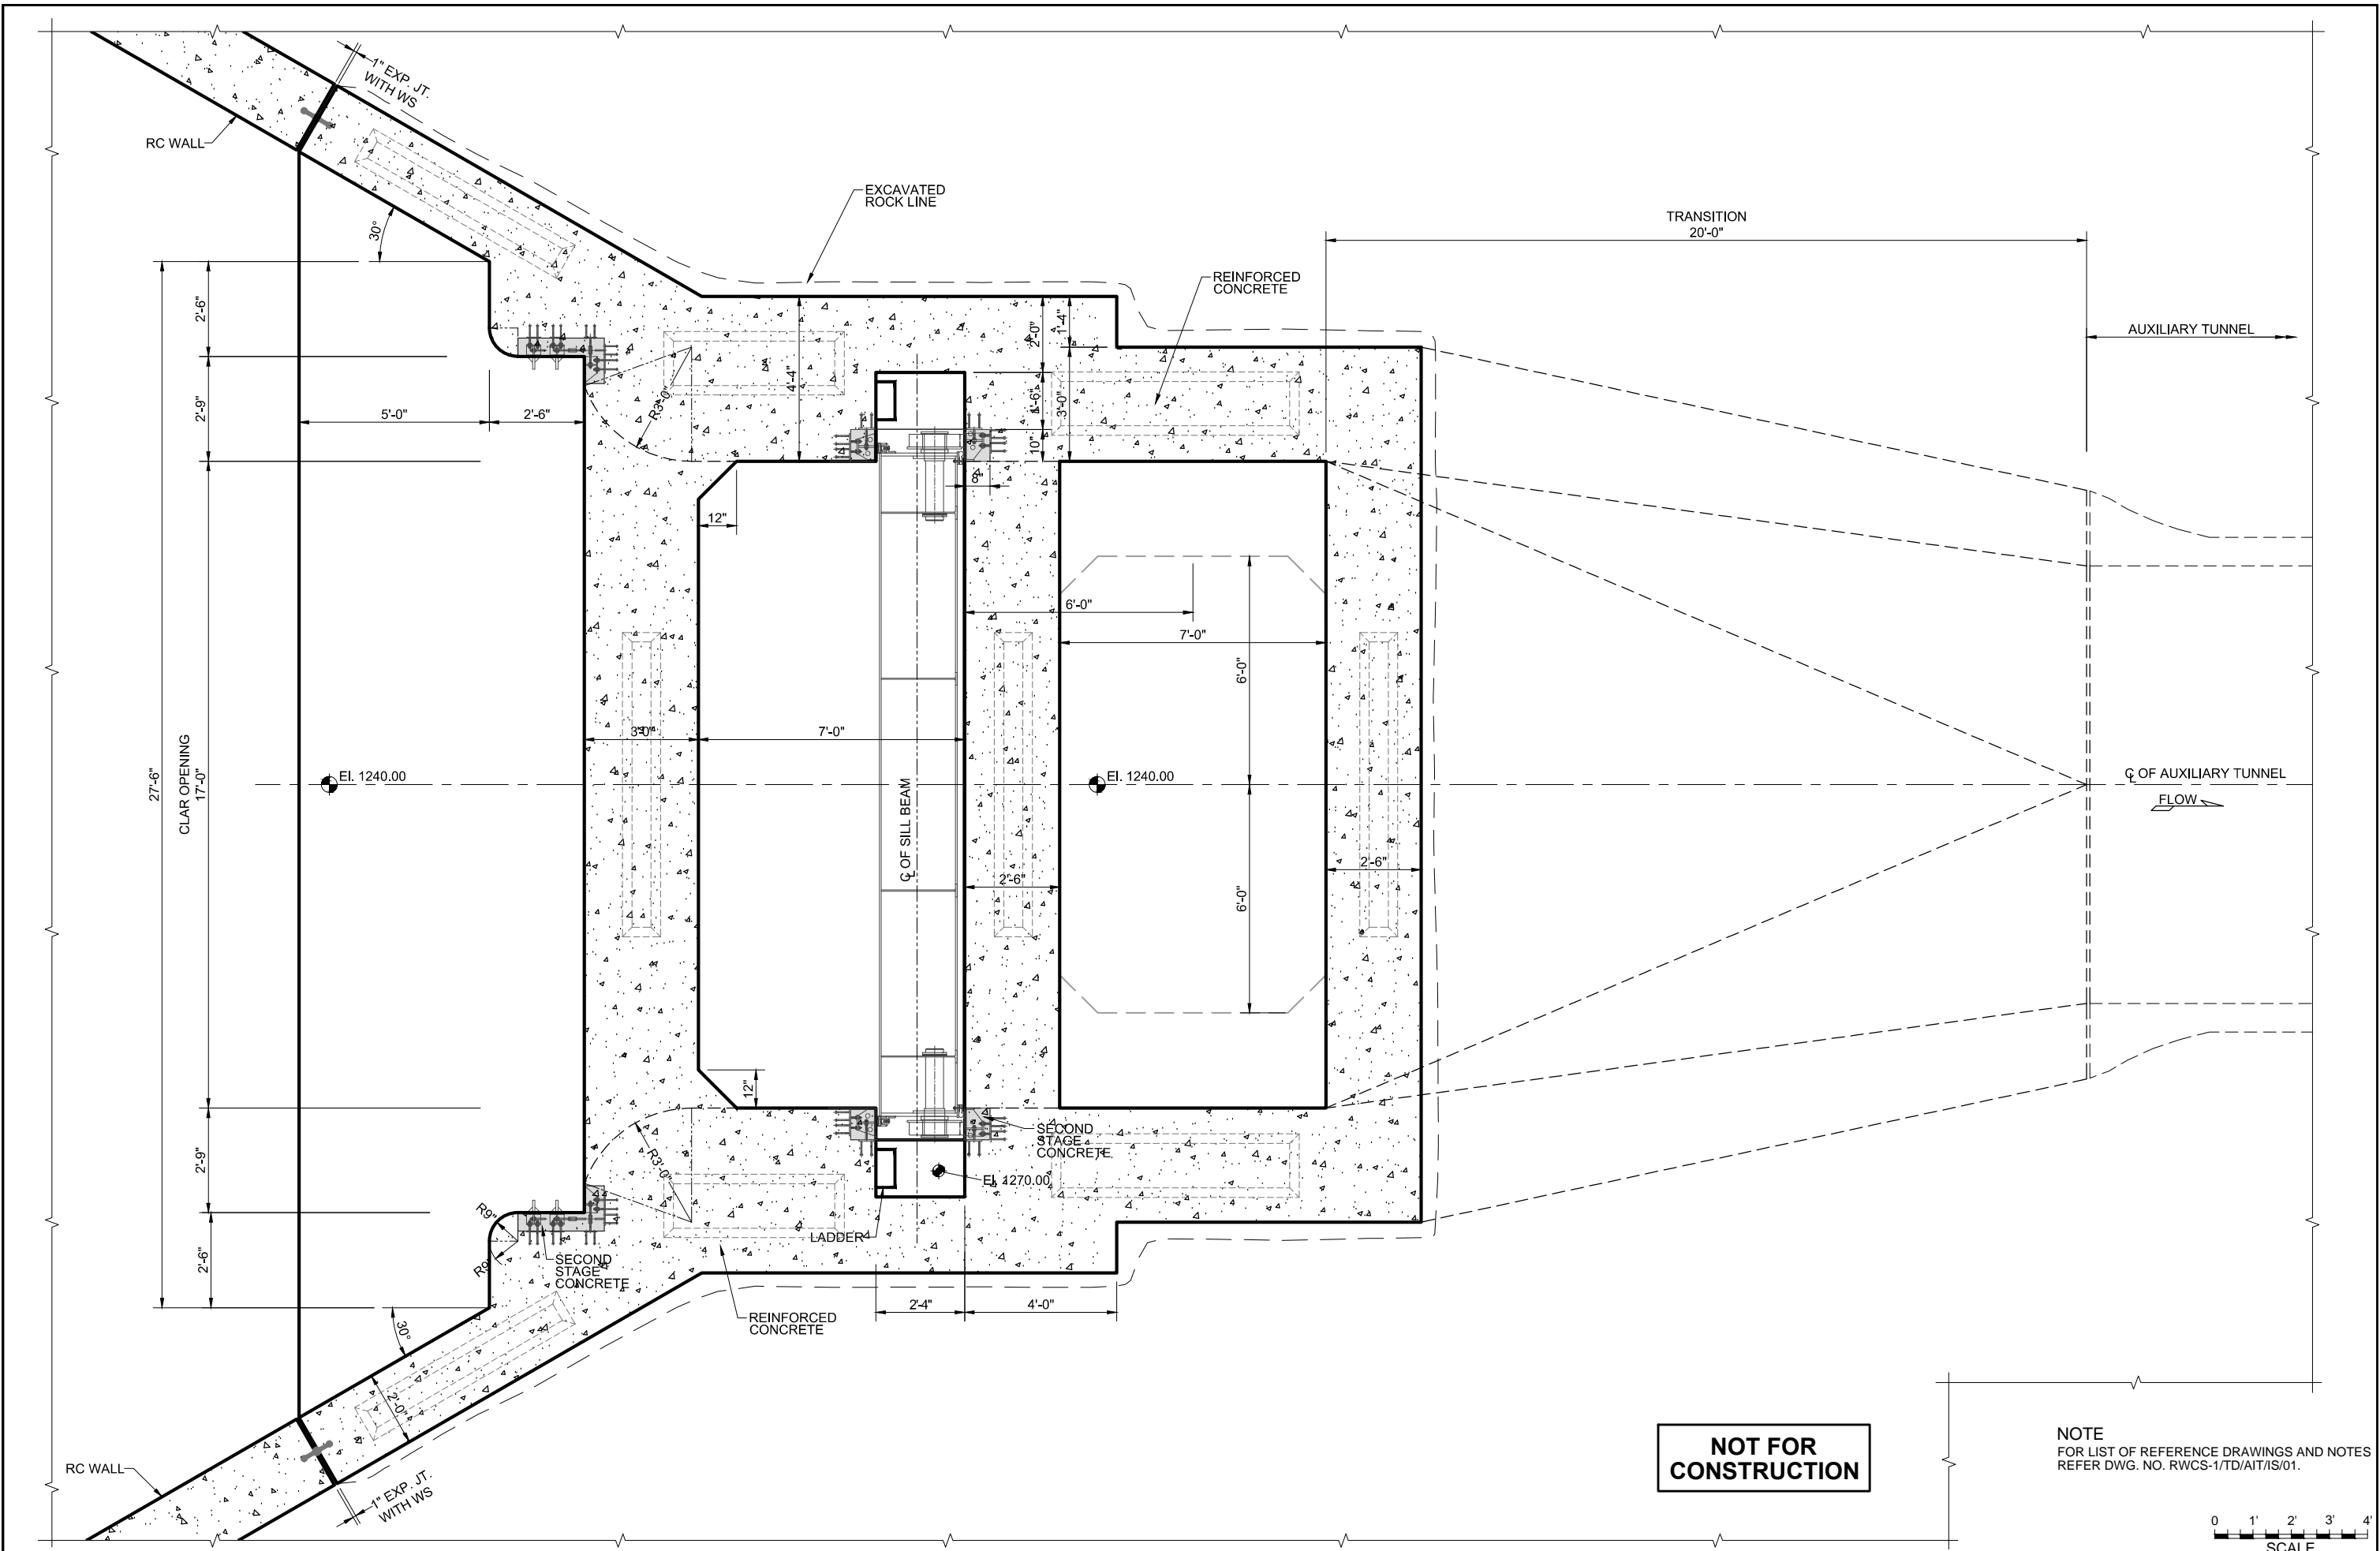 1" EXP. JT.
WITH WS
RC WALL
EXCAVATED
ROCK LINE
TRANSITION
20'-0"
REINFORCED
CONCRETE
AUXILIARY TUNNEL
30°
2'-6"
2'-9"
5'-0"
2'-6"
R3'-0"
4'-4"
2'-0"
1'-4"
1'-6"
3'-0"
10"
8"
12"
6'-0"
7'-0"
6'-0"
27'-6"
CLAR OPENING
17'-0"
3'-0"
7'-0"
El. 1240.00
El. 1240.00
℄ OF SILL BEAM
℄ OF AUXILIARY TUNNEL
FLOW
2'-6"
2'-6"
6'-0"
12"
2'-9"
R3'-0"
SECOND
STAGE
CONCRETE
El. 1270.00
R9"
R9"
2'-6"
LADDER
SECOND
STAGE
CONCRETE
2'-4"
4'-0"
REINFORCED
CONCRETE
30°
2'-0"
RC WALL
1" EXP. JT.
WITH WS
NOT FOR
CONSTRUCTION
NOTE
FOR LIST OF REFERENCE DRAWINGS AND NOTES
REFER DWG. NO. RWCS-1/TD/AIT/IS/01.
0 1' 2' 3' 4'
SCALE